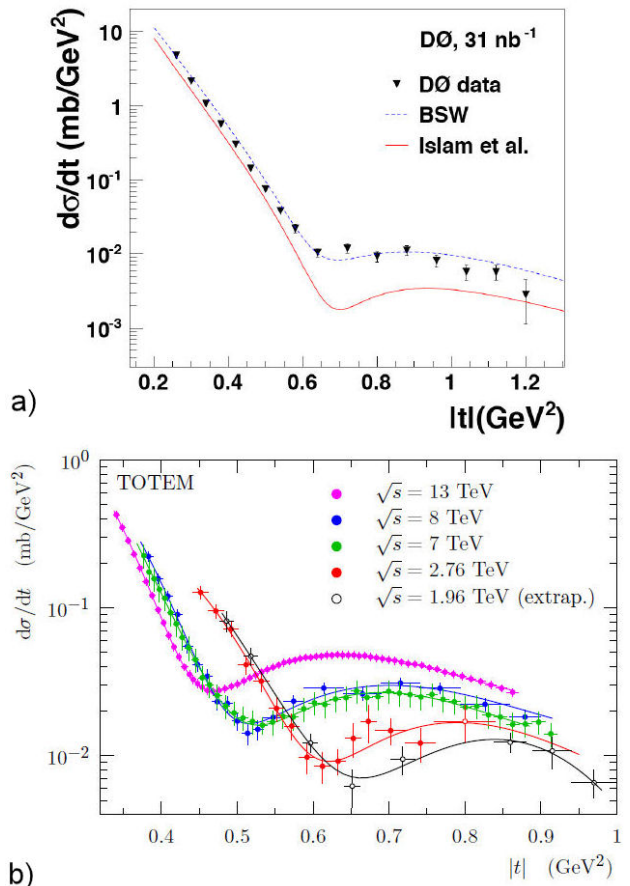 DØ, 31 nb⁻¹
DØ data
BSW
Islam et al.
dσ/dt (mb/GeV²)
10
1
10⁻¹
10⁻²
10⁻³
0.2 0.4 0.6 0.8 1 1.2
|t|(GeV²)
a)
TOTEM
√s = 13 TeV
√s = 8 TeV
√s = 7 TeV
√s = 2.76 TeV
√s = 1.96 TeV (extrap.)
dσ/dt (mb/GeV²)
10⁰
10⁻¹
10⁻²
0.4 0.5 0.6 0.7 0.8 0.9 1
|t| (GeV²)
b)